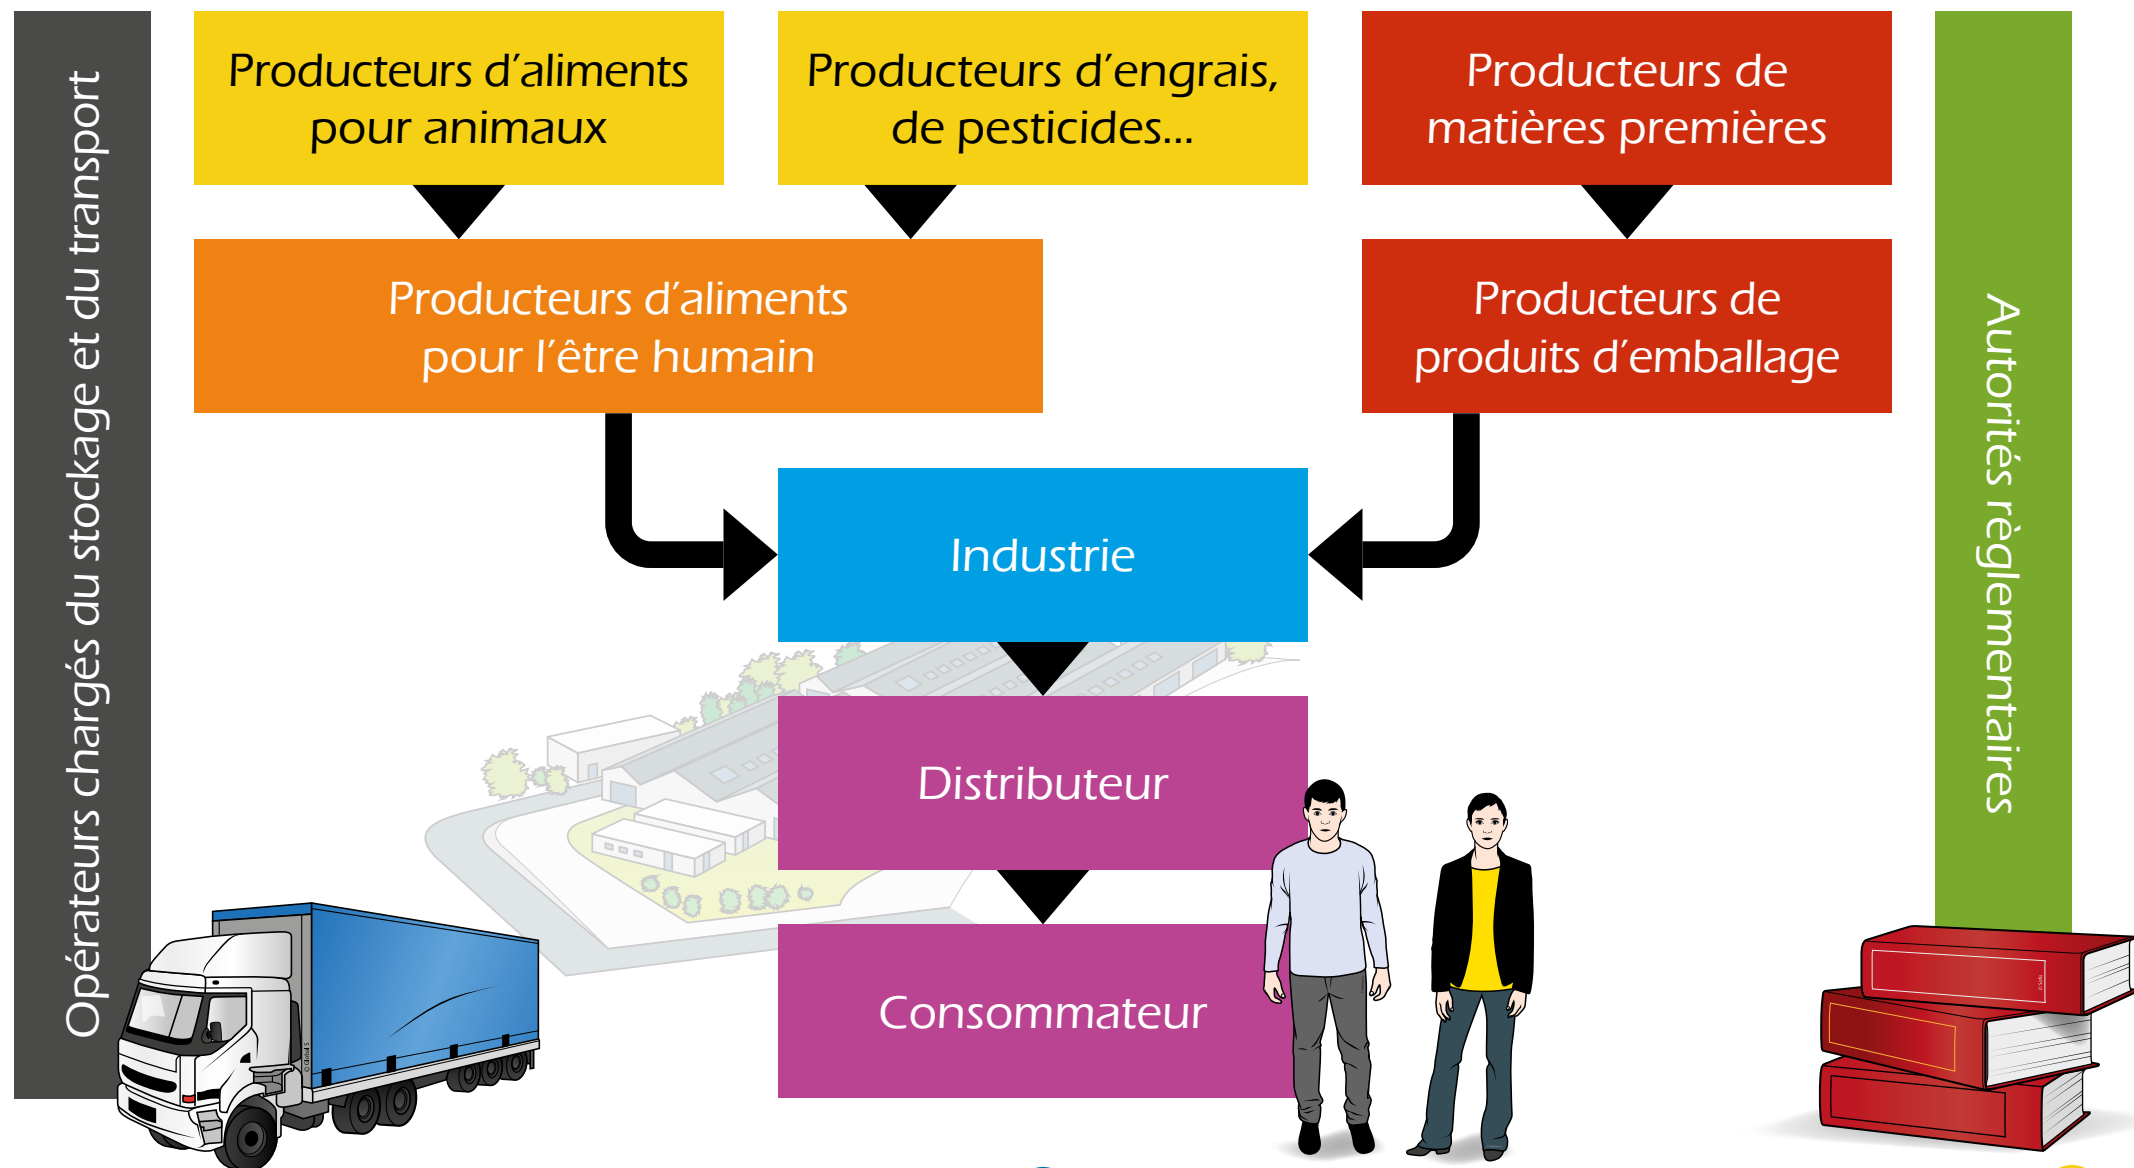 Opérateurs chargés du stockage et du transport
Producteurs d’aliments
pour animaux
Producteurs d’engrais,
de pesticides...
Producteurs de
matières premières
Producteurs d’aliments
pour l’être humain
Producteurs de
produits d’emballage
Industrie
Distributeur
Consommateur
Autorités règlementaires